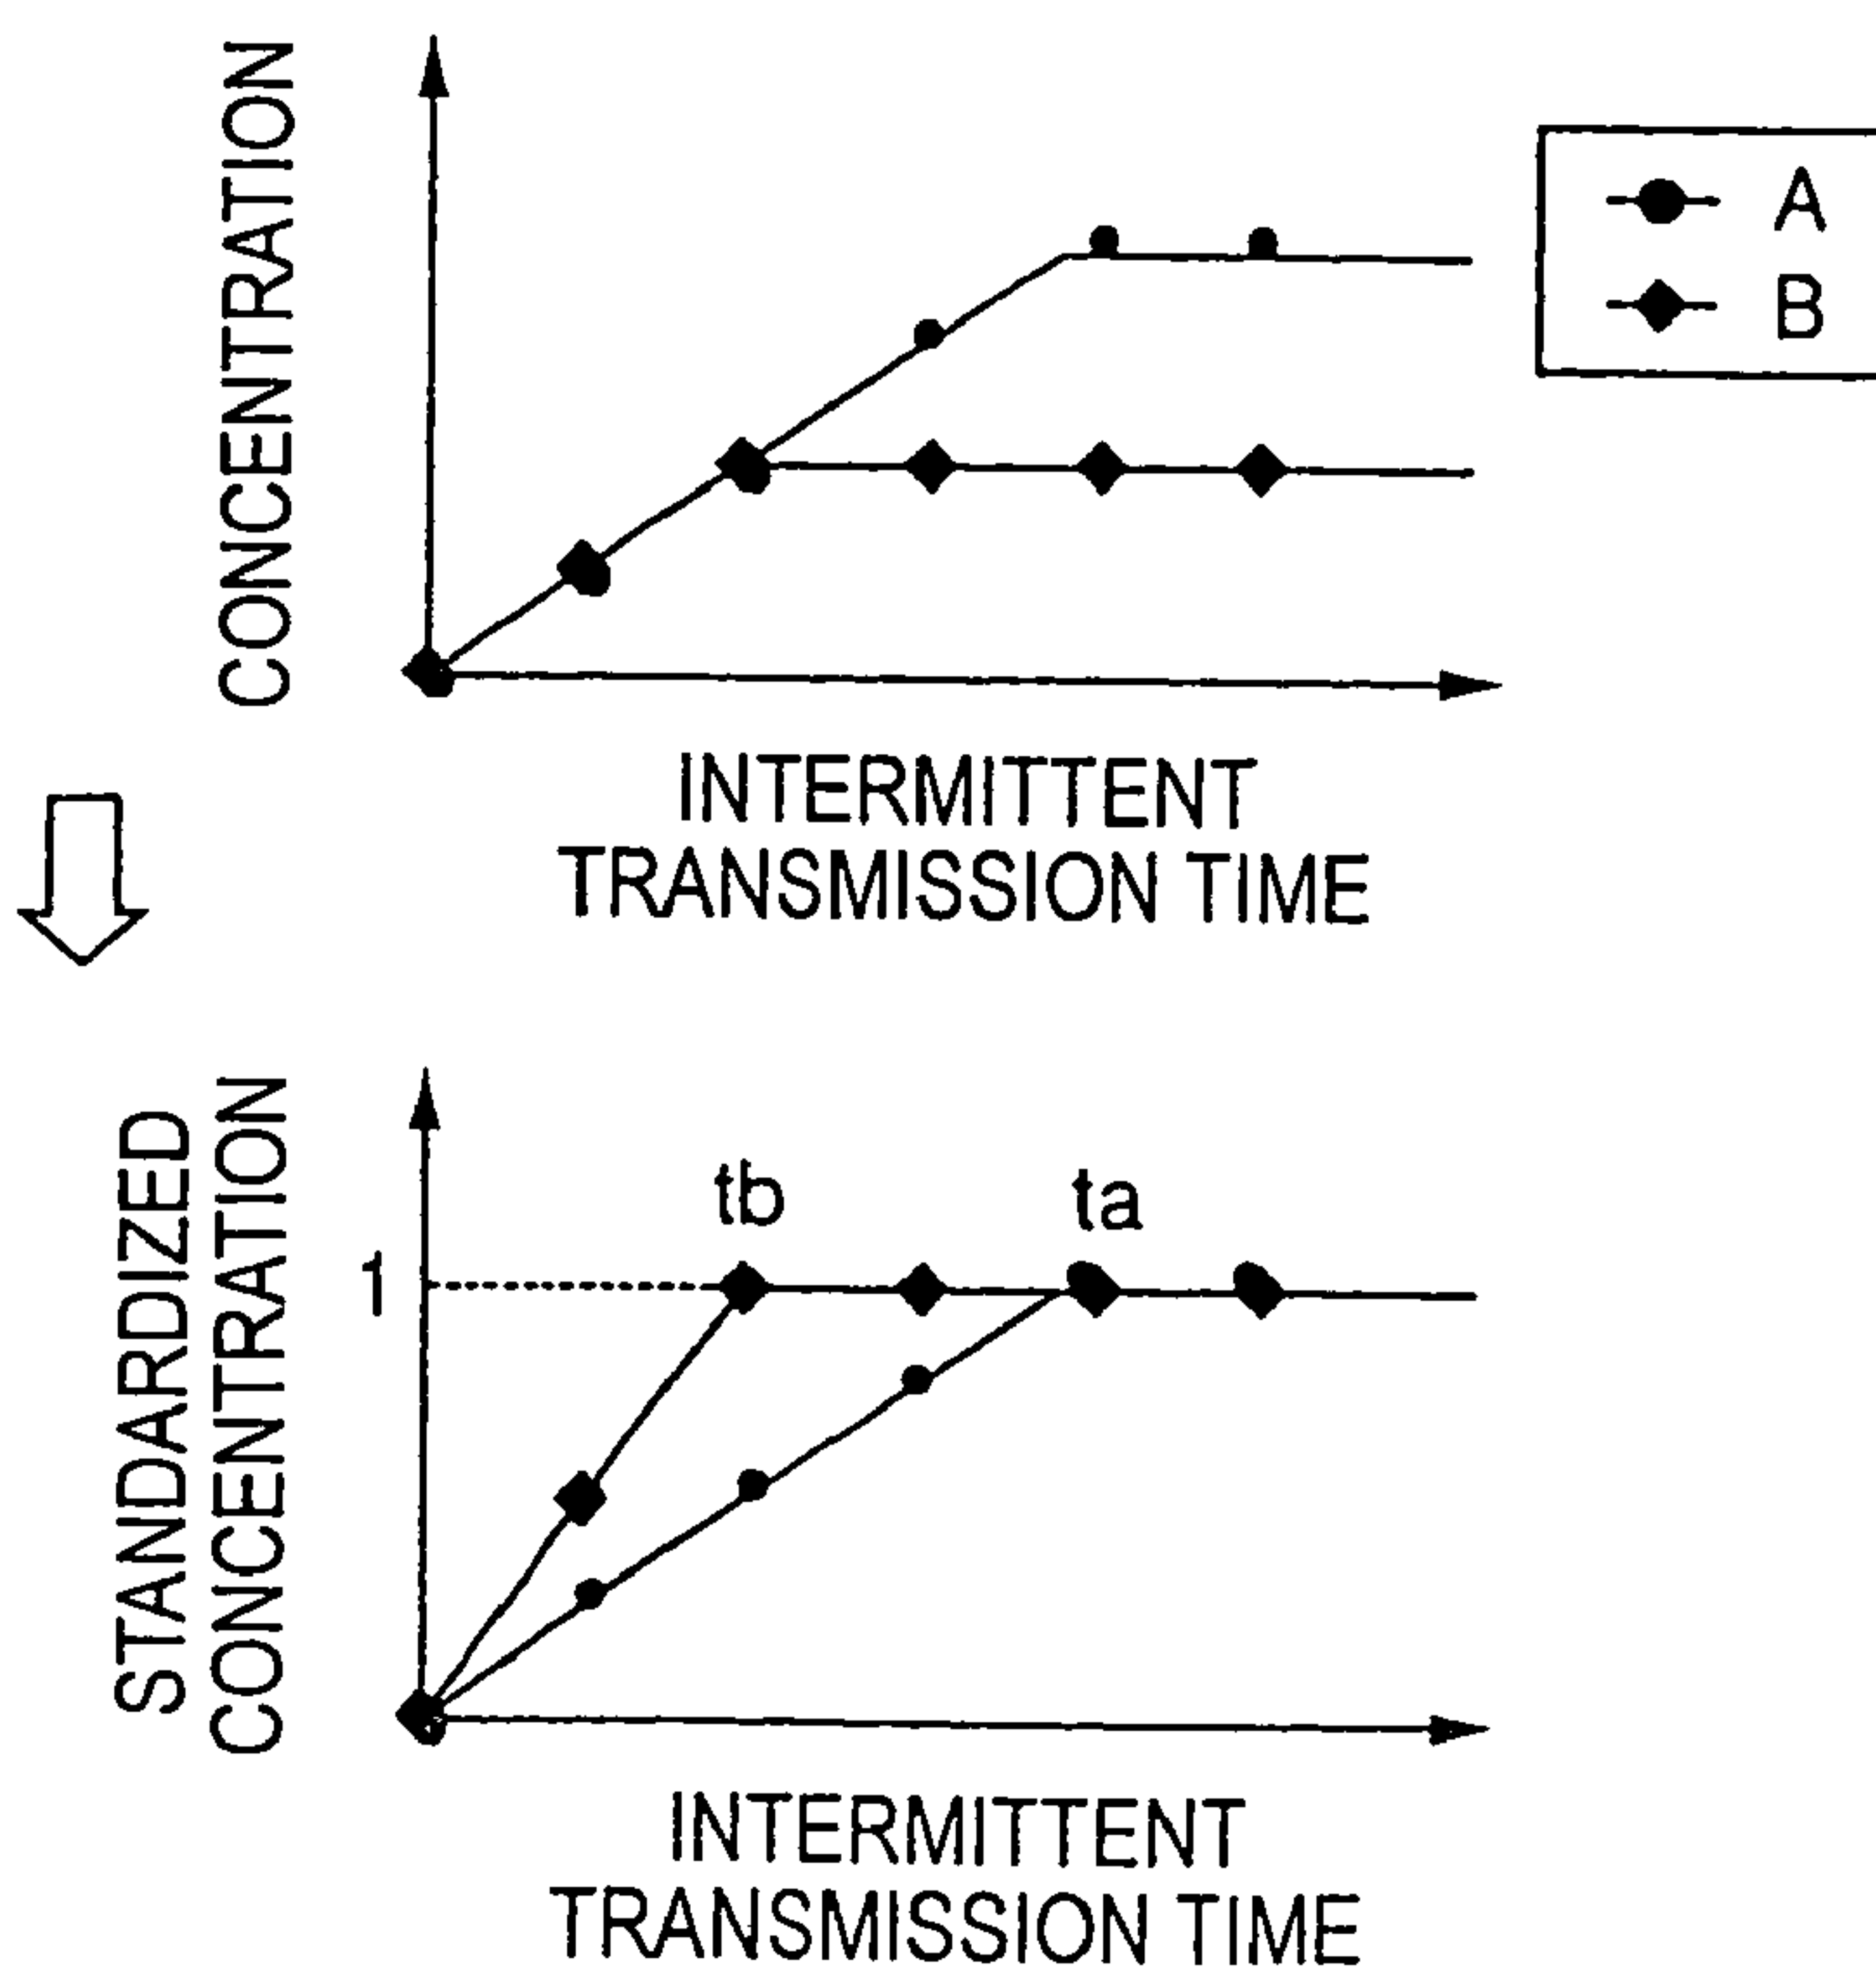 CONCENTRATION
A
B
INTERMITTENT
TRANSMISSION TIME
STANDARDIZED
CONCENTRATION
tb
ta
1
INTERMITTENT
TRANSMISSION TIME